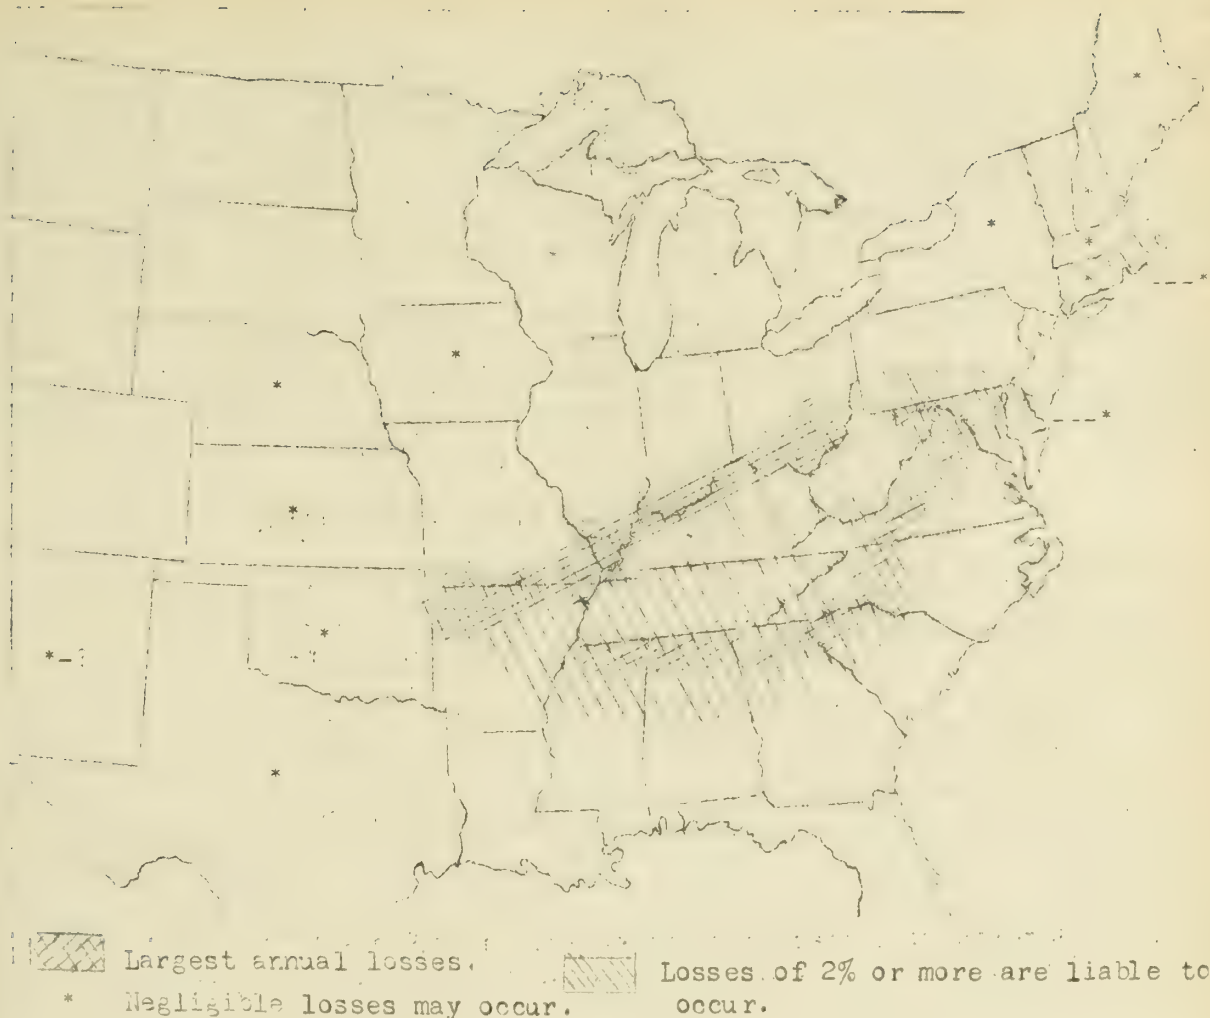 Largest annual losses.
* Negligible losses may occur.
Losses of 2% or more are liable to
occur.